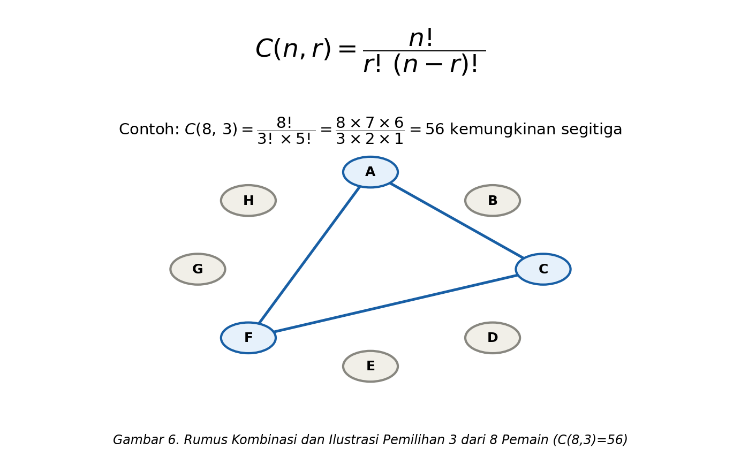 C(n, r) = n! / r! (n − r)!
Contoh: C(8, 3) = 8! / 3! × 5! = 8 × 7 × 6 / 3 × 2 × 1 = 56 kemungkinan segitiga
A
H
B
G
C
F
D
E
Gambar 6. Rumus Kombinasi dan Ilustrasi Pemilihan 3 dari 8 Pemain (C(8,3)=56)